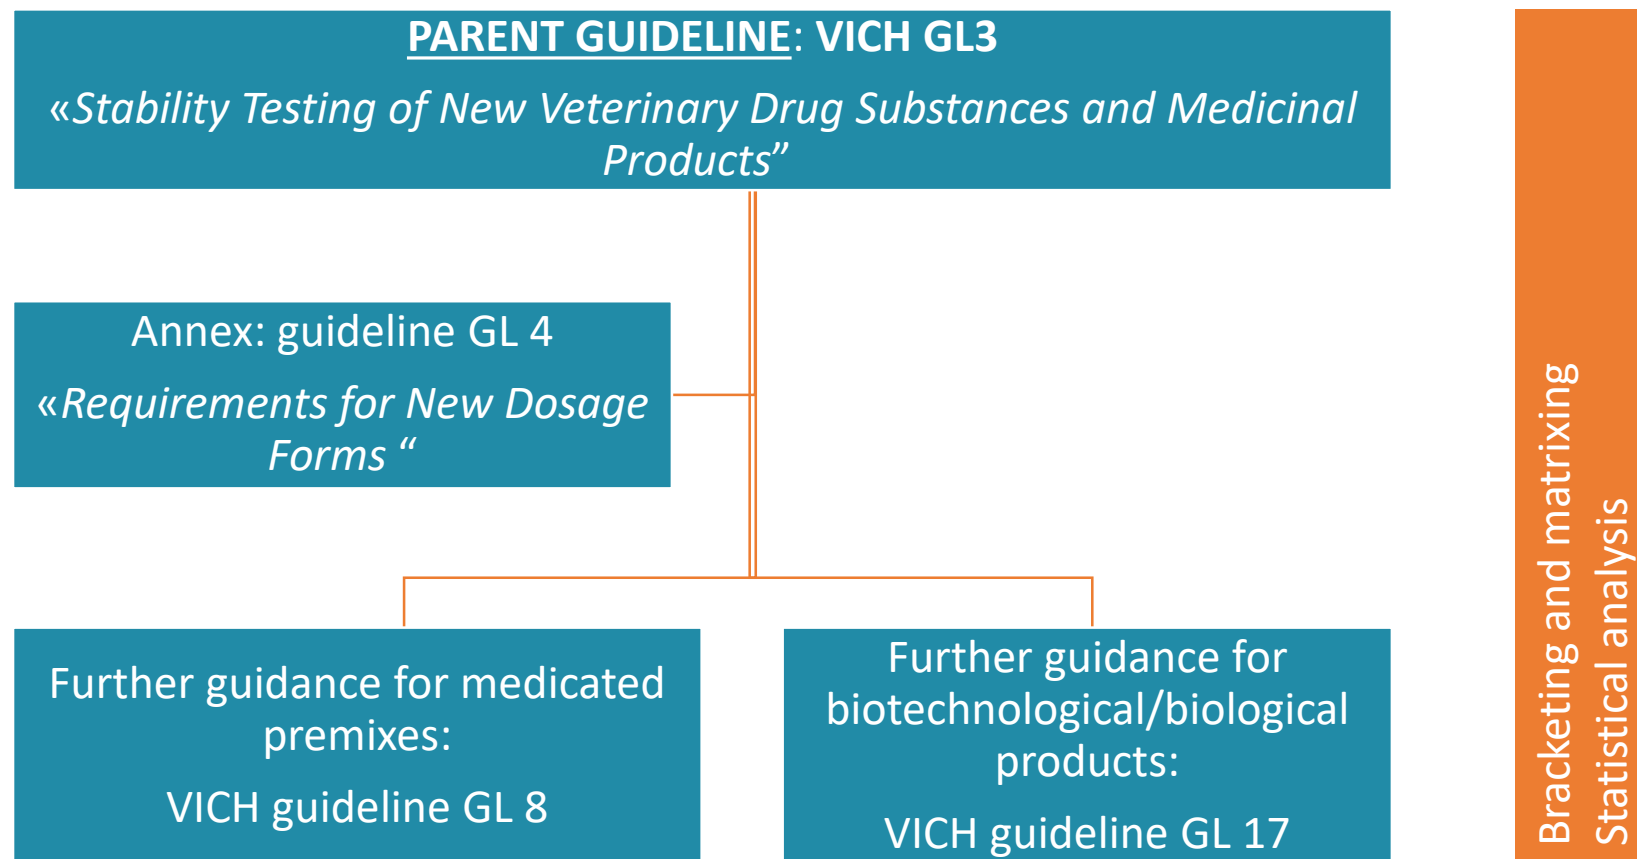 PARENT GUIDELINE: VICH GL3
«Stability Testing of New Veterinary Drug Substances and Medicinal
Products”
Annex: guideline GL 4
«Requirements for New Dosage
Forms “
Further guidance for medicated
premixes:
VICH guideline GL 8
Further guidance for
biotechnological/biological
products:
VICH guideline GL 17
Bracketing and matrixing
Statistical analysis